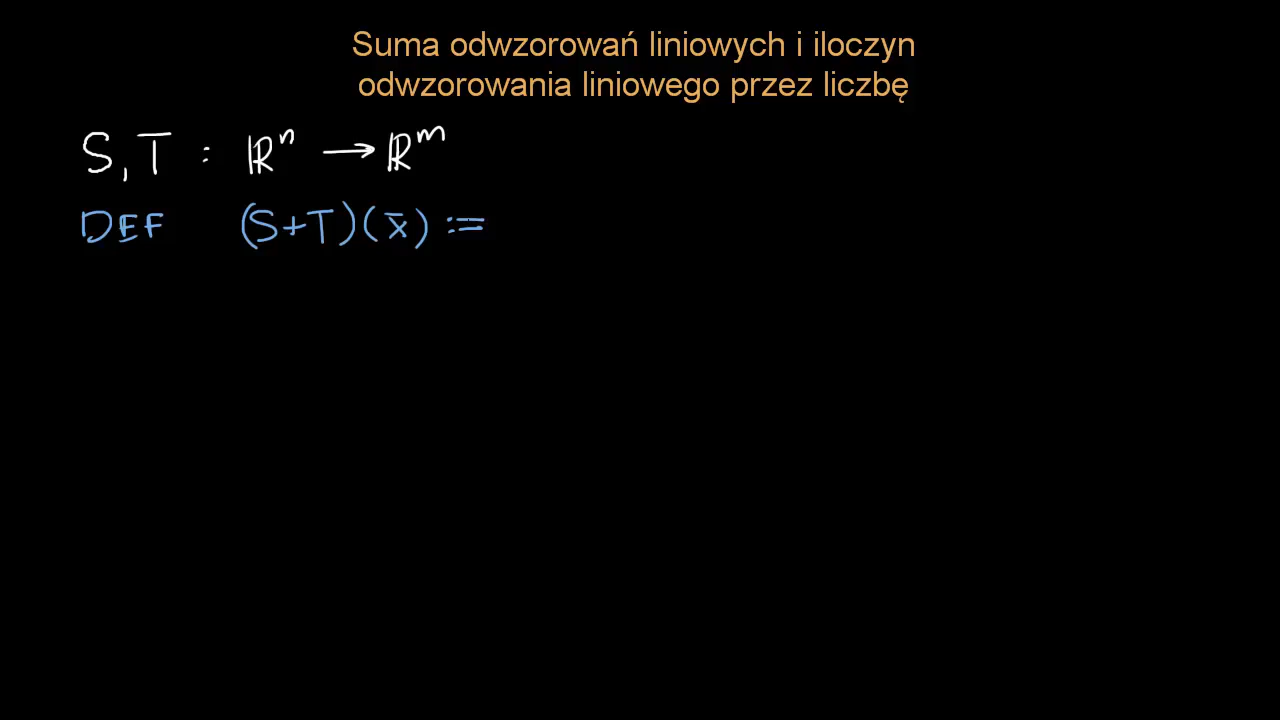 Suma odwzorowań liniowych i iloczyn
odwzorowania liniowego przez liczbę
S, T : ℝⁿ → ℝᵐ
DEF (S+T)(x̄) :=